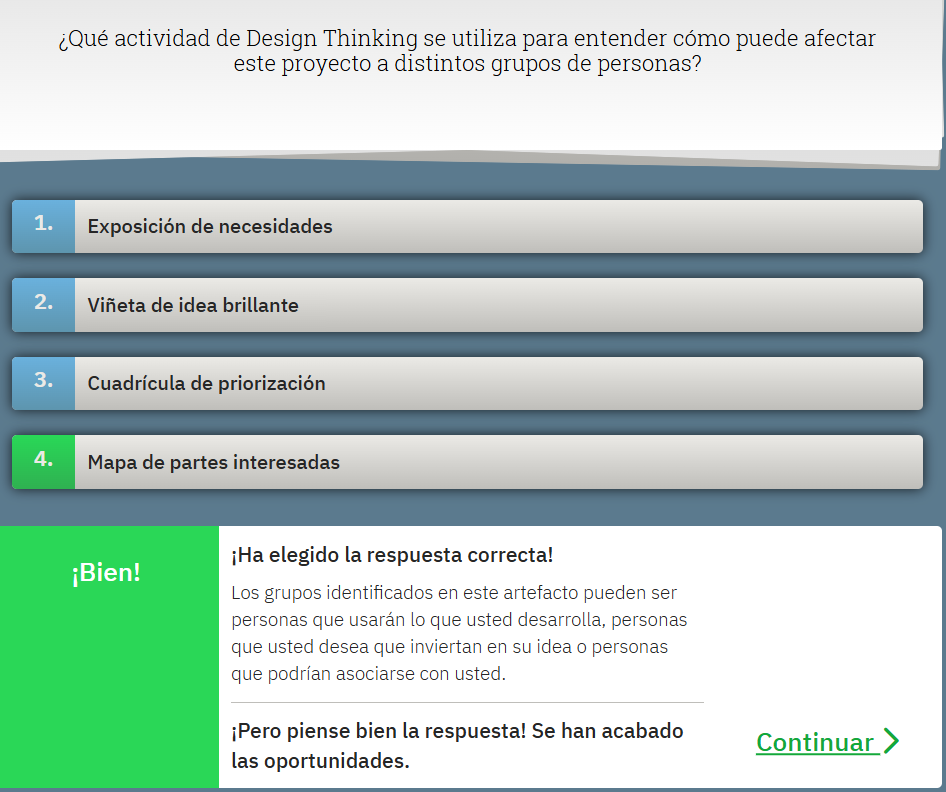 ¿Qué actividad de Design Thinking se utiliza para entender cómo puede afectar
este proyecto a distintos grupos de personas?
1. Exposición de necesidades
2. Viñeta de idea brillante
3. Cuadrícula de priorización
4. Mapa de partes interesadas
¡Bien!
¡Ha elegido la respuesta correcta!
Los grupos identificados en este artefacto pueden ser
personas que usarán lo que usted desarrolla, personas
que usted desea que inviertan en su idea o personas
que podrían asociarse con usted.
¡Pero piense bien la respuesta! Se han acabado
las oportunidades.
Continuar